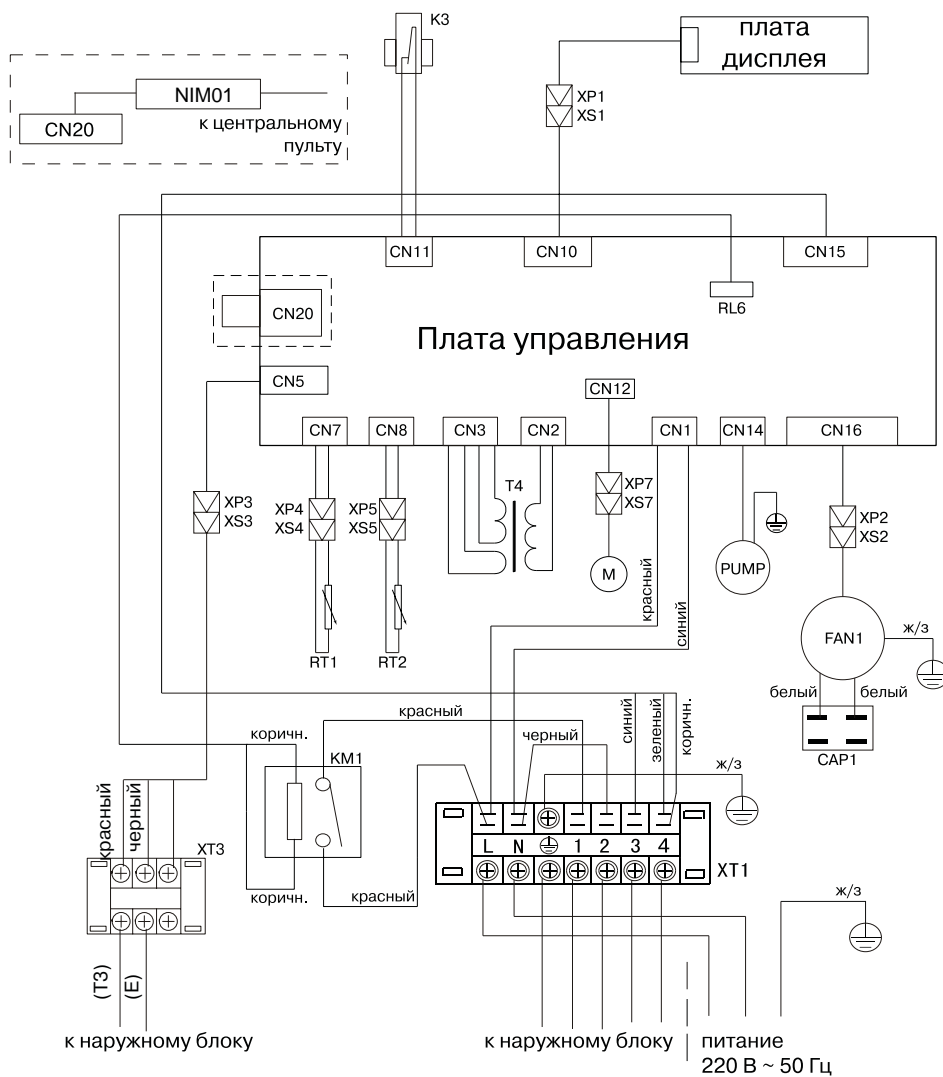 K3
плата
дисплея
NIM01
CN20
к центральному
пульту
XP1
XS1
CN11
CN10
CN15
RL6
CN20
Плата управления
CN5
CN12
CN7
CN8
CN3
CN2
CN1
CN14
CN16
T4
XP3
XS3
XP4
XS4
XP5
XS5
XP7
XS7
XP2
XS2
M
PUMP
красный
синий
FAN1
ж/з
RT1
RT2
белый
белый
CAP1
красный
коричн.
черный
синий
зеленый
коричн.
KM1
ж/з
красный
черный
XT3
L N 1 2 3 4
XT1
коричн.
красный
ж/з
(T3)
(E)
к наружному блоку
к наружному блоку
питание
220 В ~ 50 Гц